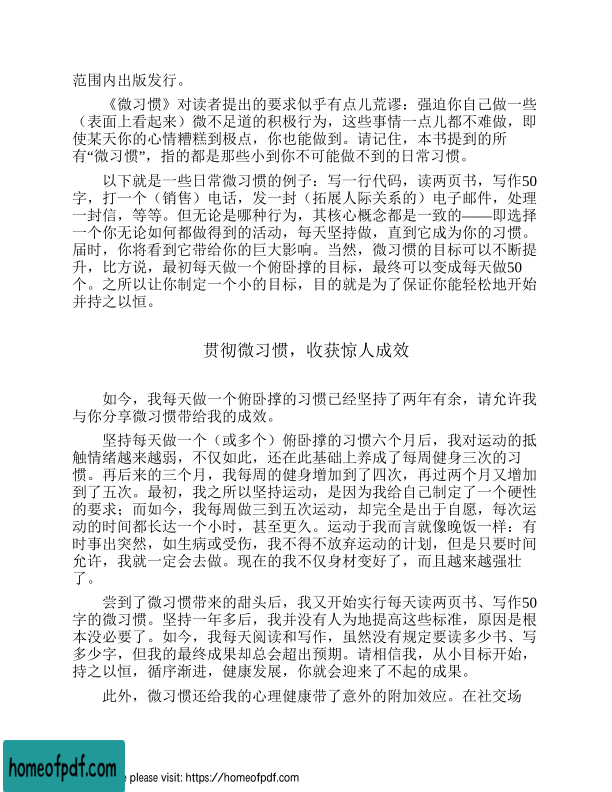 范围内出版发行。
《微习惯》对读者提出的要求似乎有点儿荒谬：强迫你自己做一些
（表面上看起来）微不足道的积极行为，这些事情一点儿都不难做，即
使某天你的心情糟糕到极点，你也能做到。请记住，本书提到的所
有“微习惯”，指的都是那些小到你不可能做不到的日常习惯。
以下就是一些日常微习惯的例子：写一行代码，读两页书，写作50
字，打一个（销售）电话，发一封（拓展人际关系的）电子邮件，处理
一封信，等等。但无论是哪种行为，其核心概念都是一致的——即选择
一个你无论如何都做得到的活动，每天坚持做，直到它成为你的习惯。
届时，你将看到它带给你的巨大影响。当然，微习惯的目标可以不断提
升，比方说，最初每天做一个俯卧撑的目标，最终可以变成每天做50
个。之所以让你制定一个小的目标，目的就是为了保证你能轻松地开始
并持之以恒。
贯彻微习惯，收获惊人成效
如今，我每天做一个俯卧撑的习惯已经坚持了两年有余，请允许我
与你分享微习惯带给我的成效。
坚持每天做一个（或多个）俯卧撑的习惯六个月后，我对运动的抵
触情绪越来越弱，不仅如此，还在此基础上养成了每周健身三次的习
惯。再后来的三个月，我每周的健身增加到了四次，再过两个月又增加
到了五次。最初，我之所以坚持运动，是因为我给自己制定了一个硬性
的要求；而如今，我每周做三到五次运动，却完全是出于自愿，每次运
动的时间都长达一个小时，甚至更久。运动于我而言就像晚饭一样：有
时事出突然，如生病或受伤，我不得不放弃运动的计划，但是只要时间
允许，我就一定会去做。现在的我不仅身材变好了，而且越来越强壮
了。
尝到了微习惯带来的甜头后，我又开始实行每天读两页书、写作50
字的微习惯。坚持一年多后，我并没有人为地提高这些标准，原因是根
本没必要了。如今，我每天阅读和写作，虽然没有规定要读多少书、写
多少字，但我的最终成果却总会超出预期。请相信我，从小目标开始，
持之以恒，循序渐进，健康发展，你就会迎来了不起的成果。
此外，微习惯还给我的心理健康带了意外的附加效应。在社交场
homeofpdf.com
please visit: https://homeofpdf.com